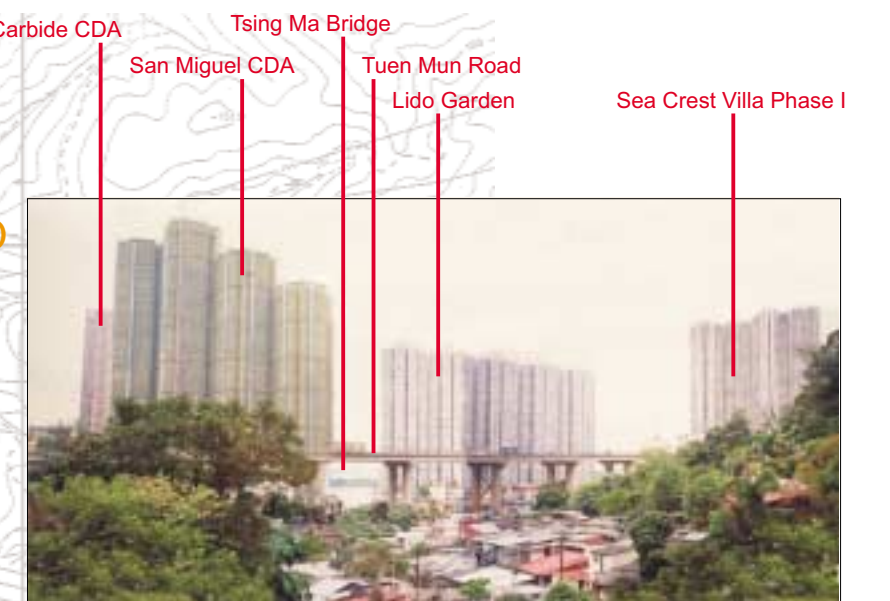 Carbide CDA
Tsing Ma Bridge
San Miguel CDA
Tuen Mun Road
Lido Garden
Sea Crest Villa Phase I